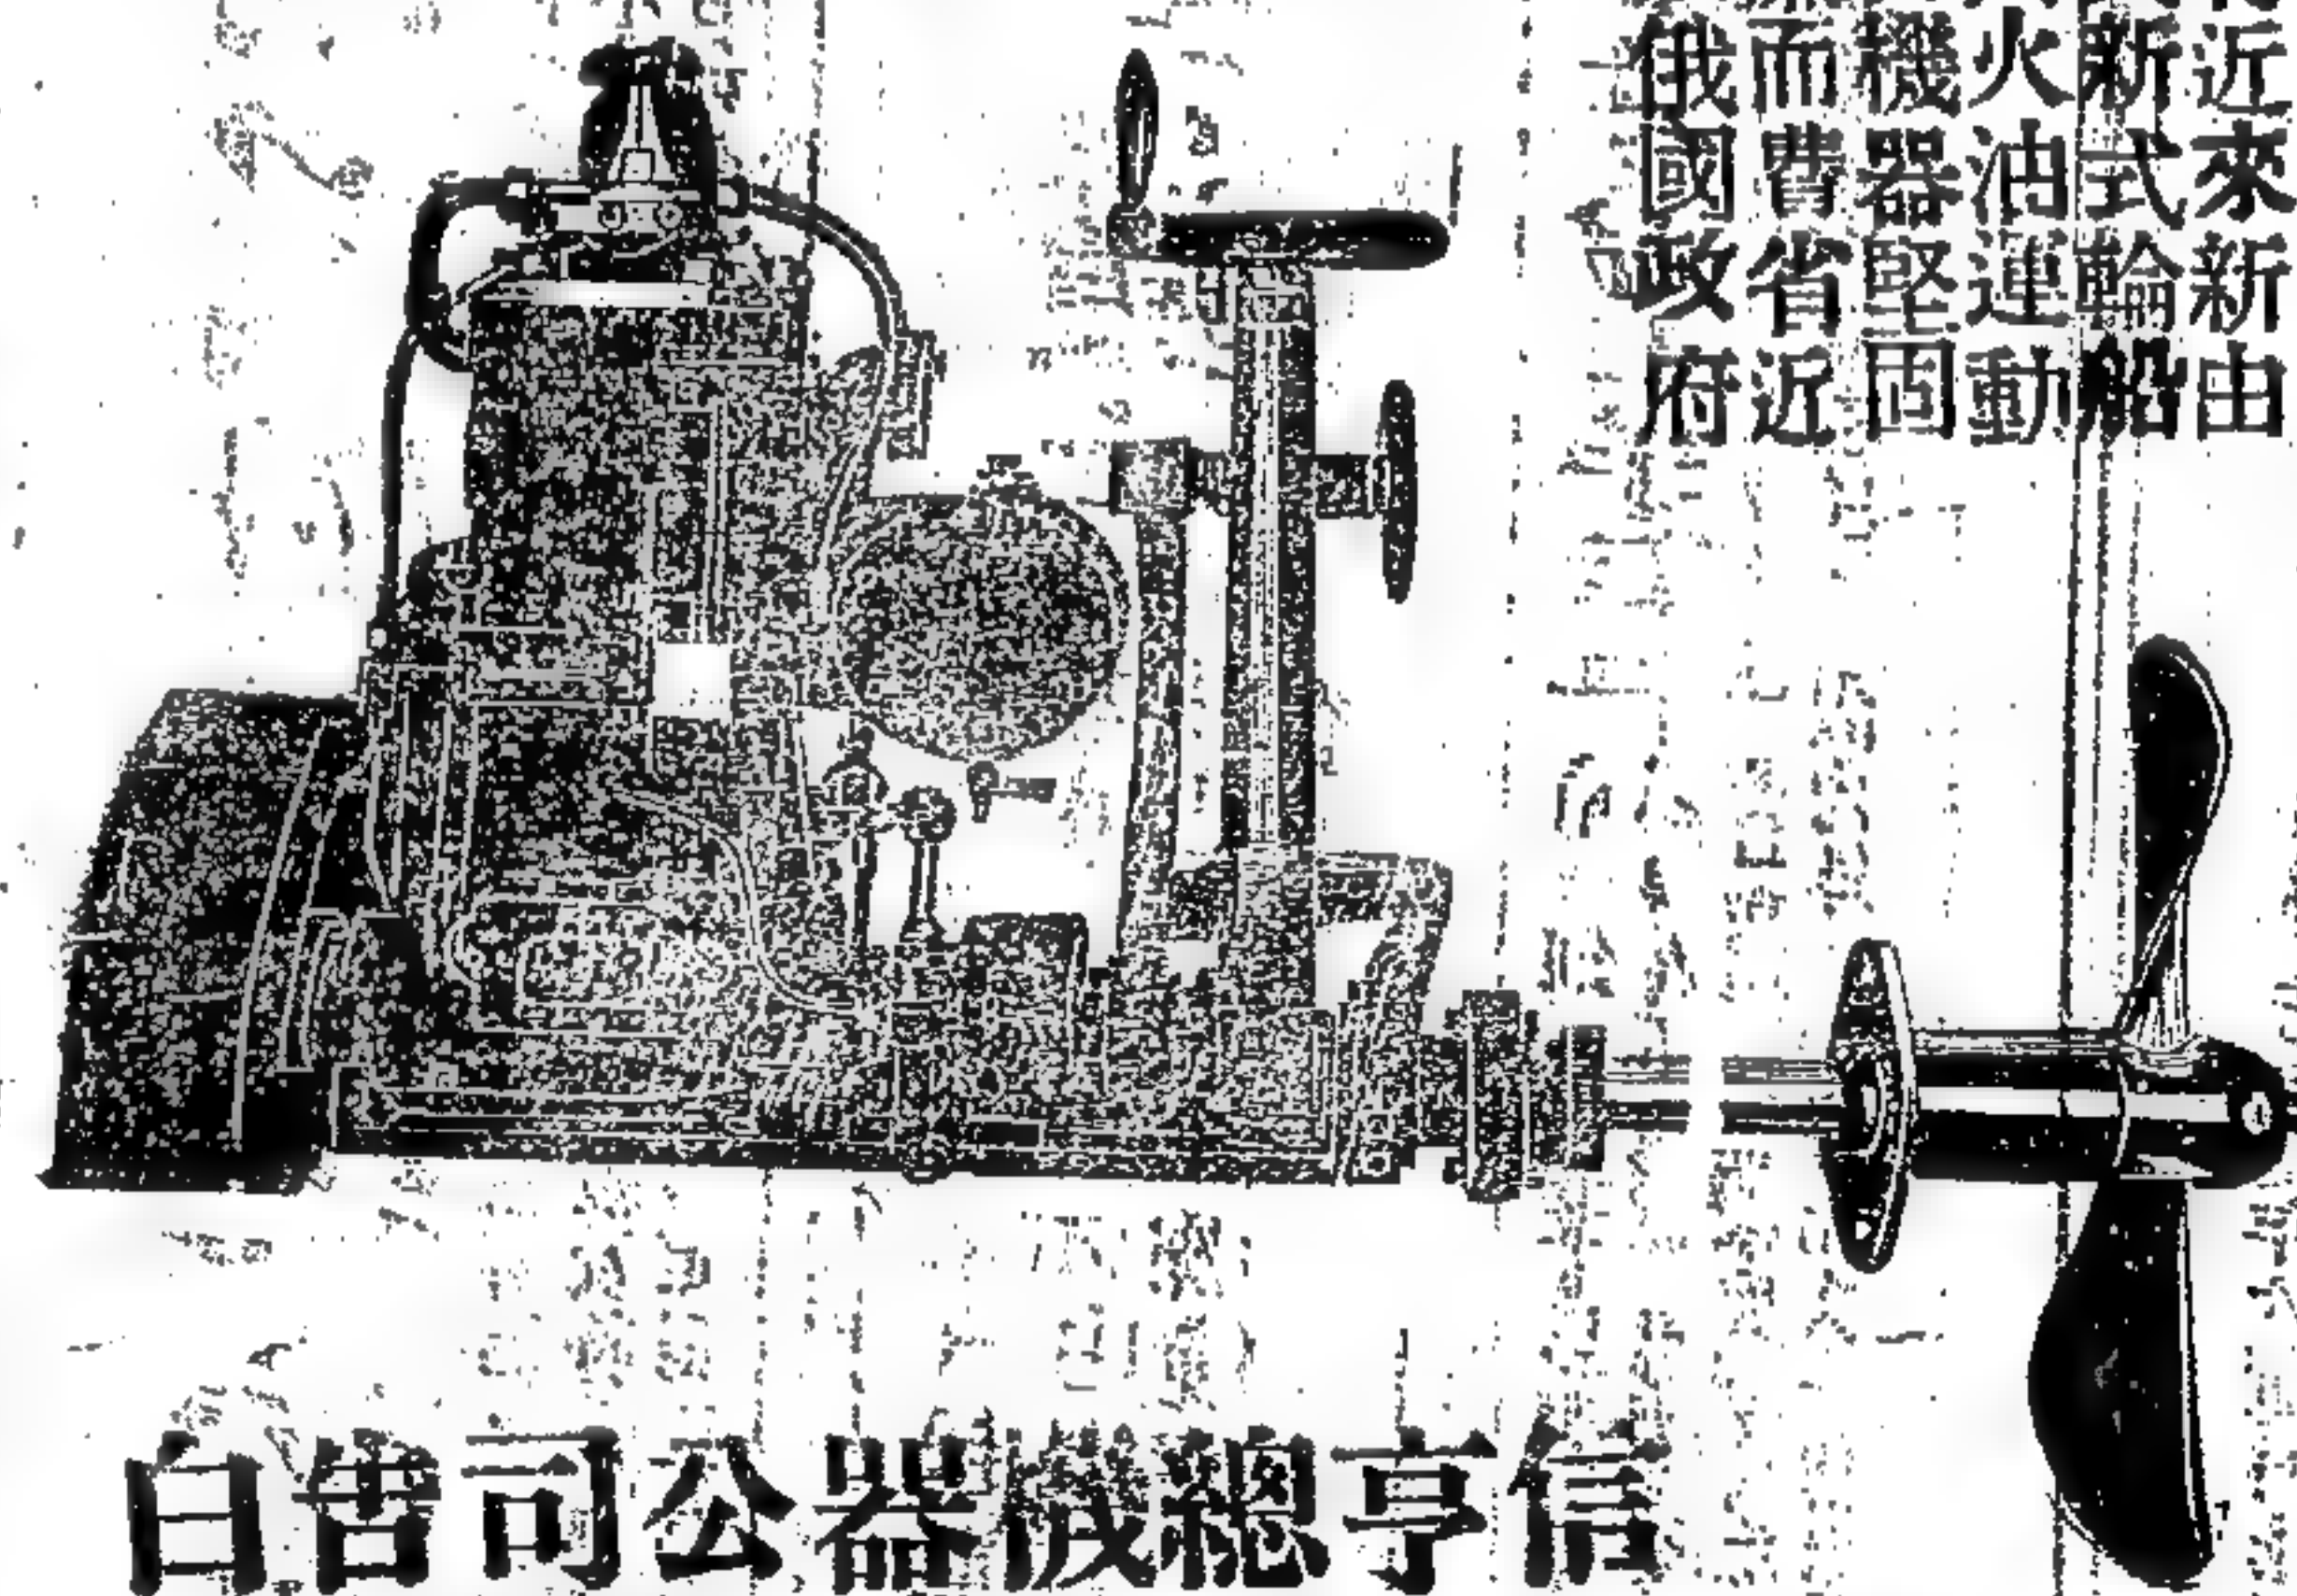 近來新由
新式輪船
火油運動
機器堅固
而費省近
俄國政府
信亨總機器公司啻白